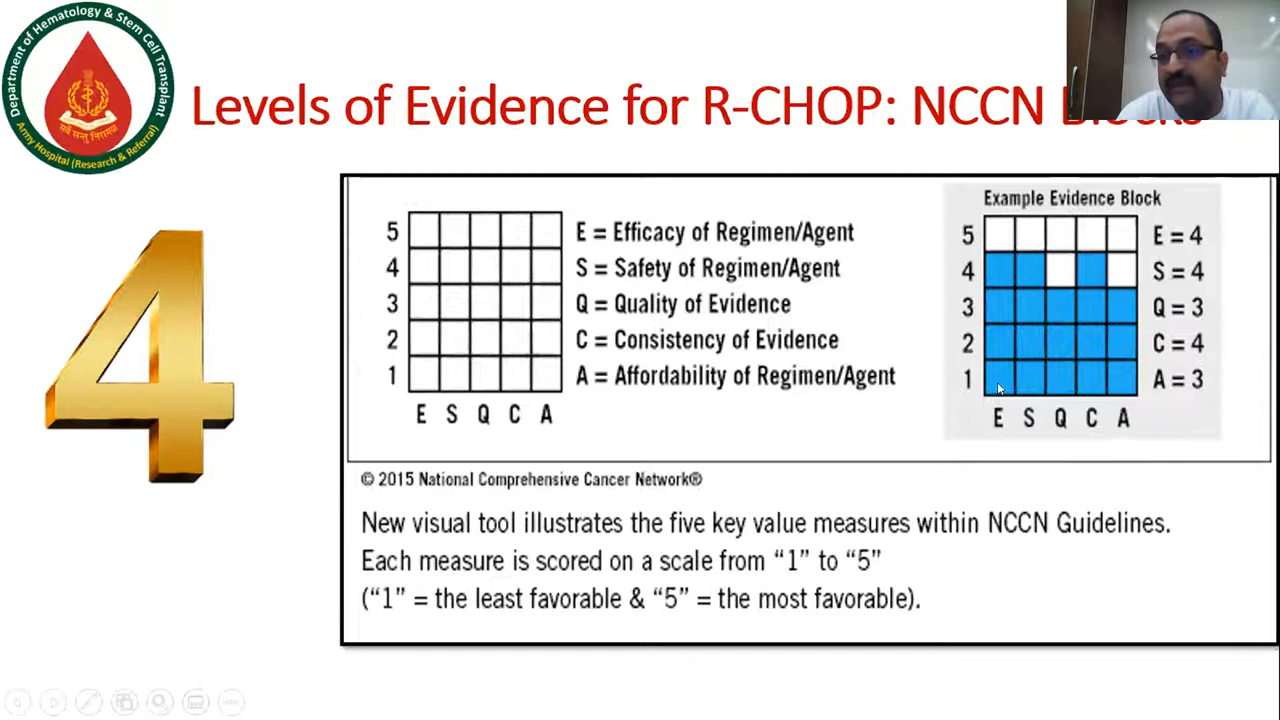 Department of Hematology & Stem Cell Transplant
सर्वे सन्तु निरामया
Army Hospital (Research & Referral)
Levels of Evidence for R-CHOP: NCCN
4
5
4
3
2
1
E S Q C A
E = Efficacy of Regimen/Agent
S = Safety of Regimen/Agent
Q = Quality of Evidence
C = Consistency of Evidence
A = Affordability of Regimen/Agent
Example Evidence Block
5 E = 4
4 S = 4
3 Q = 3
2 C = 4
1 A = 3
E S Q C A
© 2015 National Comprehensive Cancer Network®
New visual tool illustrates the five key value measures within NCCN Guidelines.
Each measure is scored on a scale from “1” to “5”
(“1” = the least favorable & “5” = the most favorable).